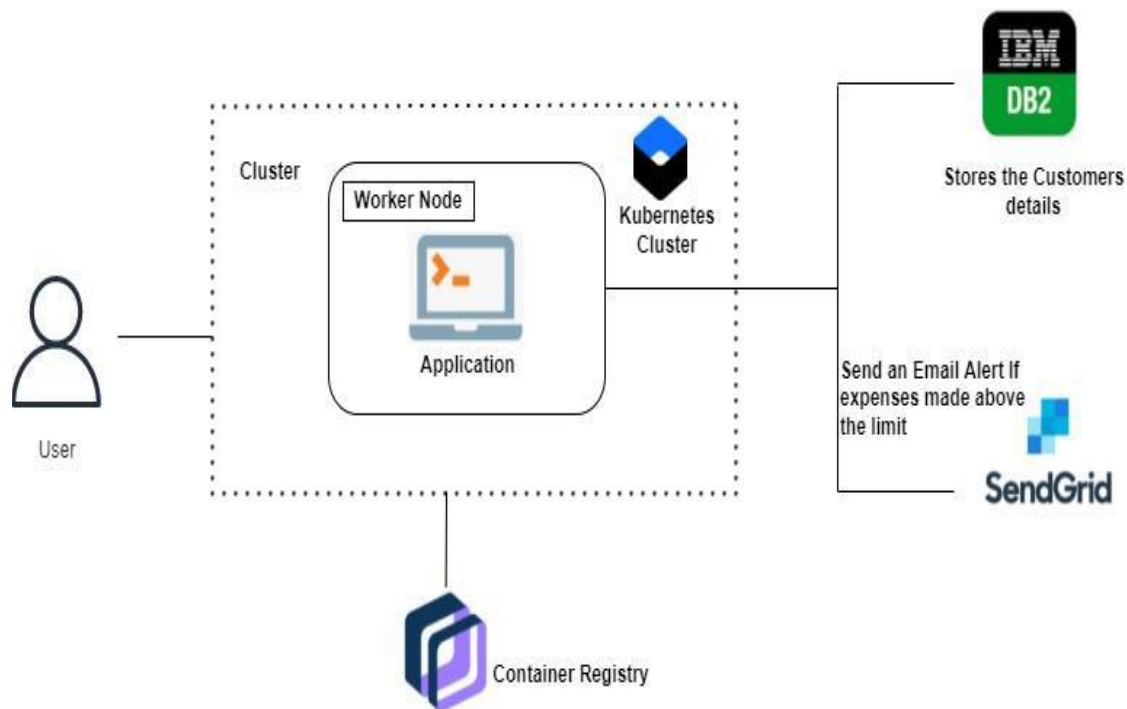 IBM
DB2
Stores the Customers
details
Cluster
Worker Node
Kubernetes
Cluster
Application
User
Send an Email Alert If
expenses made above
the limit
SendGrid
Container Registry